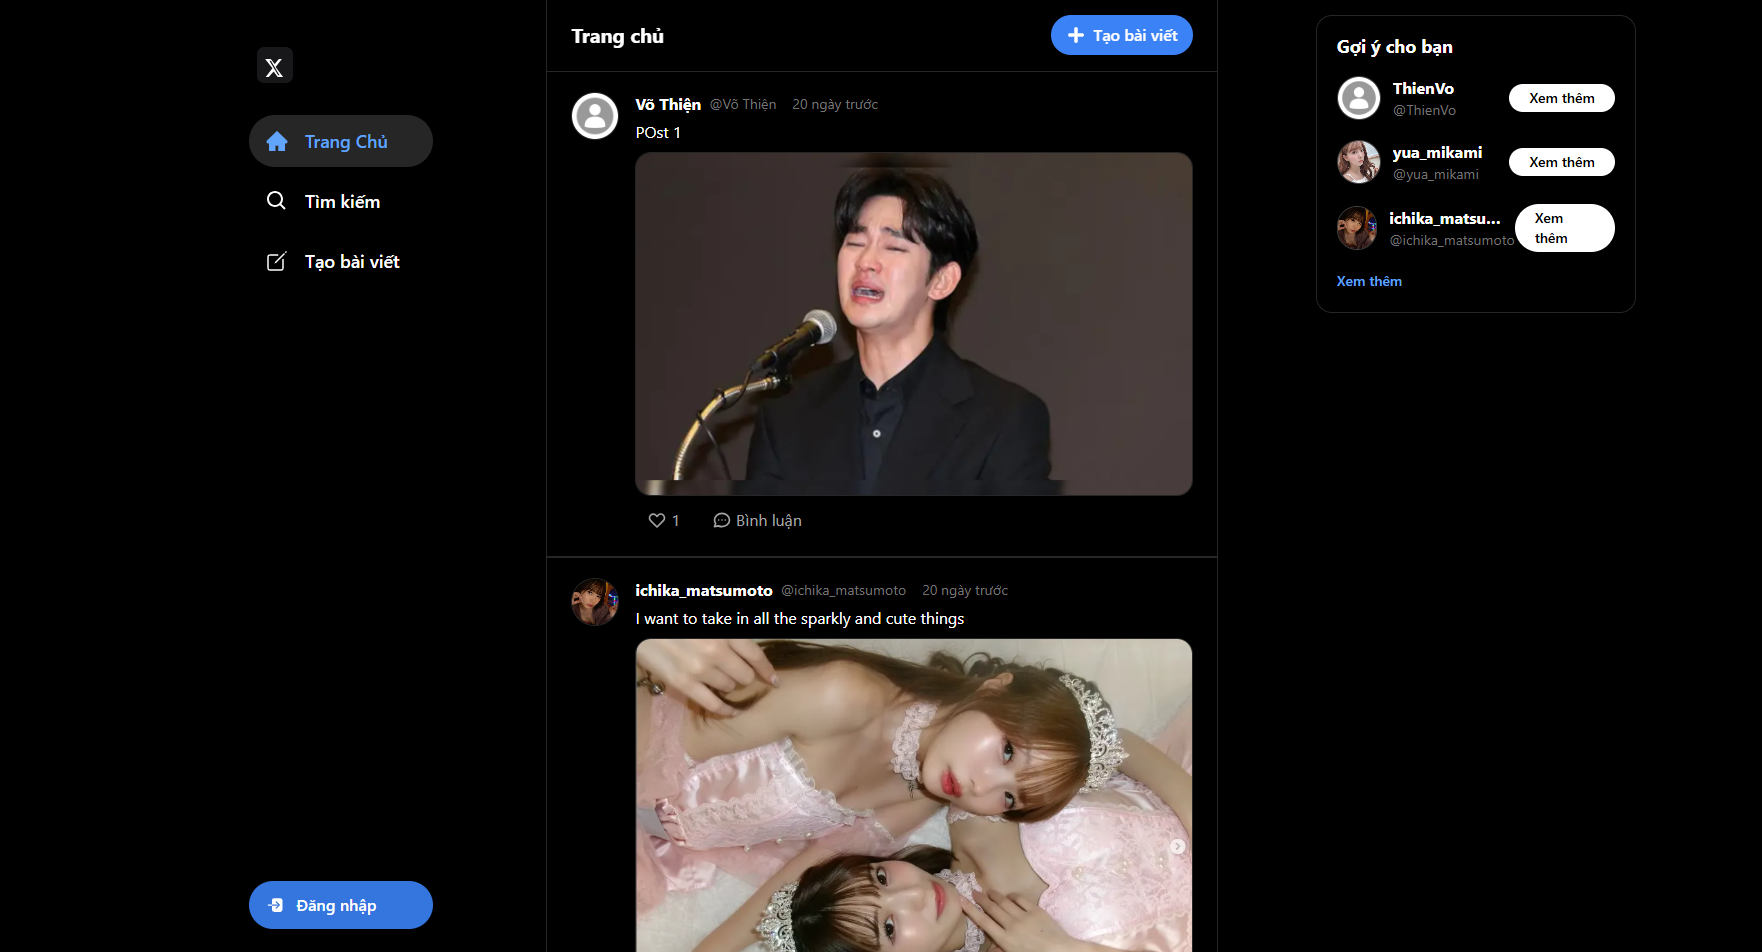 Trang Chủ
Tìm kiếm
Tạo bài viết
Đăng nhập
Trang chủ
Tạo bài viết
Võ Thiện @Võ Thiện 20 ngày trước
POst 1
1 Bình luận
ichika_matsumoto @ichika_matsumoto 20 ngày trước
I want to take in all the sparkly and cute things
Gợi ý cho bạn
ThienVo
@ThienVo
Xem thêm
yua_mikami
@yua_mikami
Xem thêm
ichika_matsu...
@ichika_matsumoto
Xem
thêm
Xem thêm